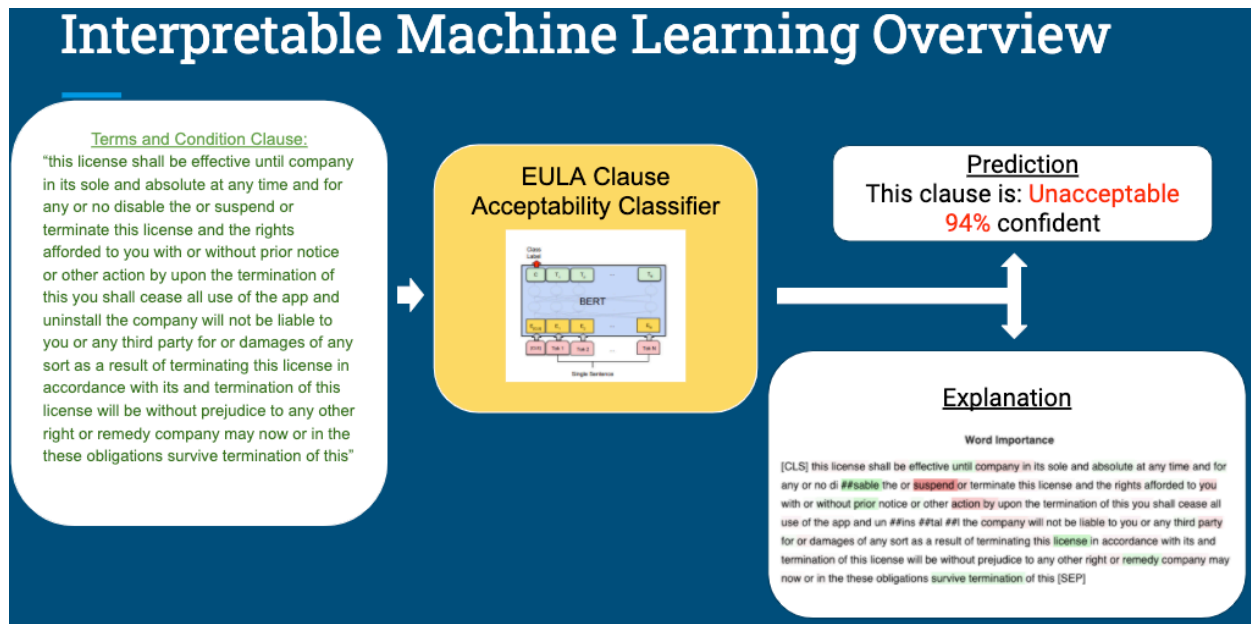 Interpretable Machine Learning Overview
Terms and Condition Clause:
“this license shall be effective until company
in its sole and absolute at any time and for
any or no disable the or suspend or
terminate this license and the rights
afforded to you with or without prior notice
or other action by upon the termination of
this you shall cease all use of the app and
uninstall the company will not be liable to
you or any third party for or damages of any
sort as a result of terminating this license in
accordance with its and termination of this
license will be without prejudice to any other
right or remedy company may now or in the
these obligations survive termination of this”
EULA Clause
Acceptability Classifier
Class
Label
C T₁ T₂ ...
BERT
E₁ E₂ ...
Tok 1 Tok 2 ... Tok N
Single Sentence
Prediction
This clause is: Unacceptable
94% confident
Explanation
Word Importance
[CLS] this license shall be effective until company in its sole and absolute at any time and for
any or no di ##sable the or suspend or terminate this license and the rights afforded to you
with or without prior notice or other action by upon the termination of this you shall cease all
use of the app and un ##ins ##tal ##l the company will not be liable to you or any third party
for or damages of any sort as a result of terminating this license in accordance with its and
termination of this license will be without prejudice to any other right or remedy company may
now or in the these obligations survive termination of this [SEP]